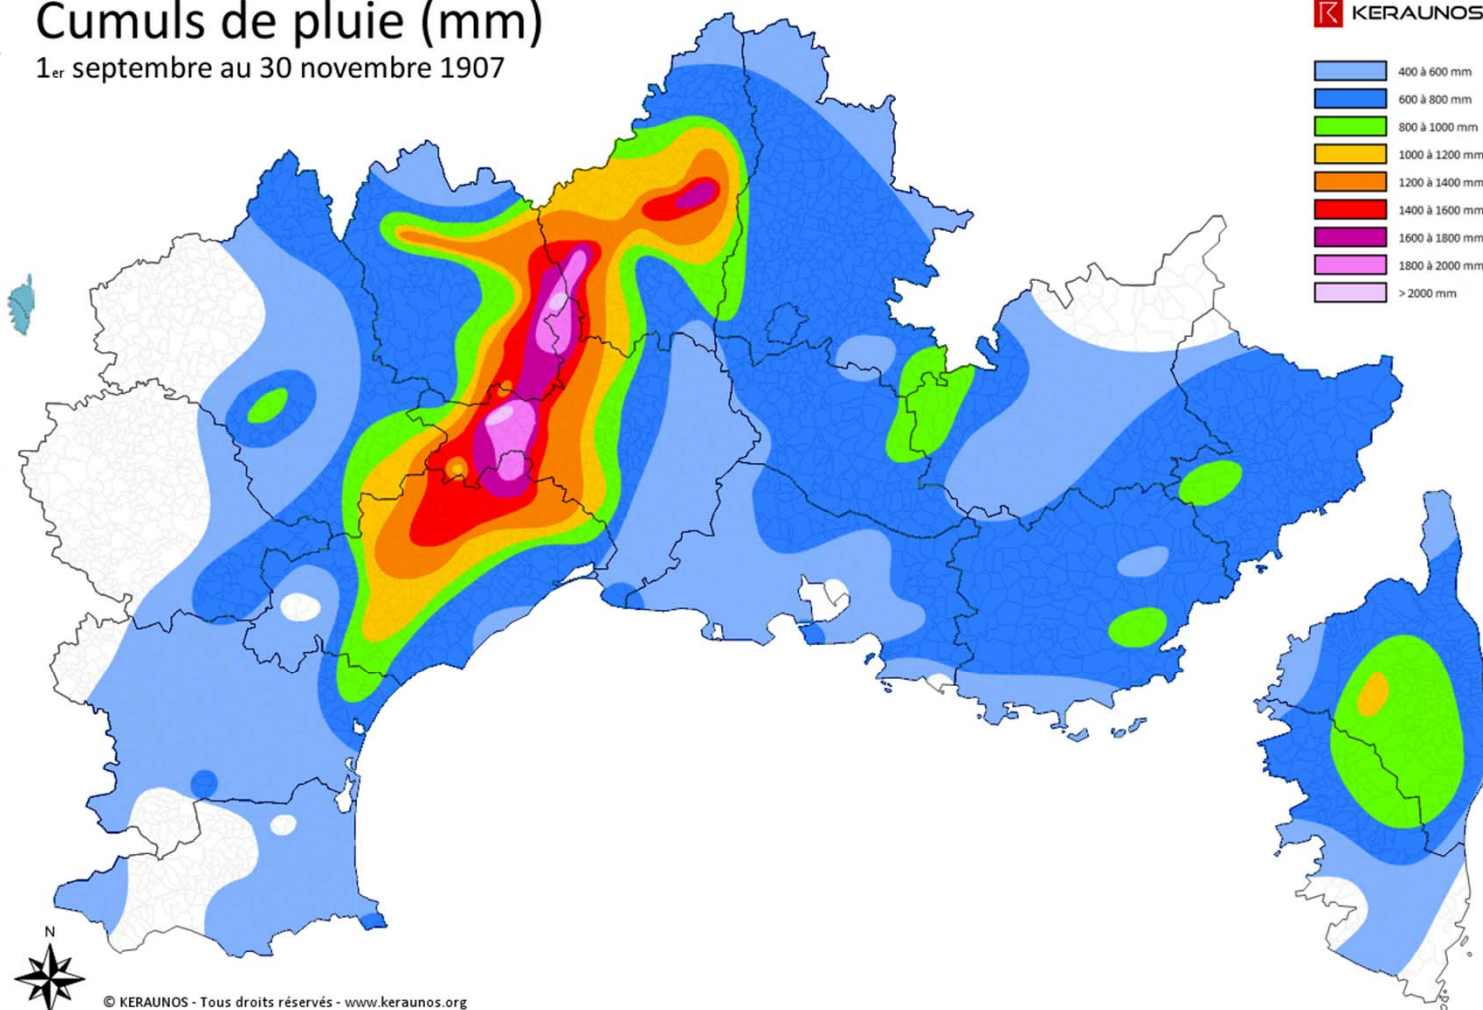 Cumuls de pluie (mm)
1er septembre au 30 novembre 1907
KERAUNOS
400 à 600 mm
600 à 800 mm
800 à 1000 mm
1000 à 1200 mm
1200 à 1400 mm
1400 à 1600 mm
1600 à 1800 mm
1800 à 2000 mm
> 2000 mm
N
© KERAUNOS - Tous droits réservés - www.keraunos.org